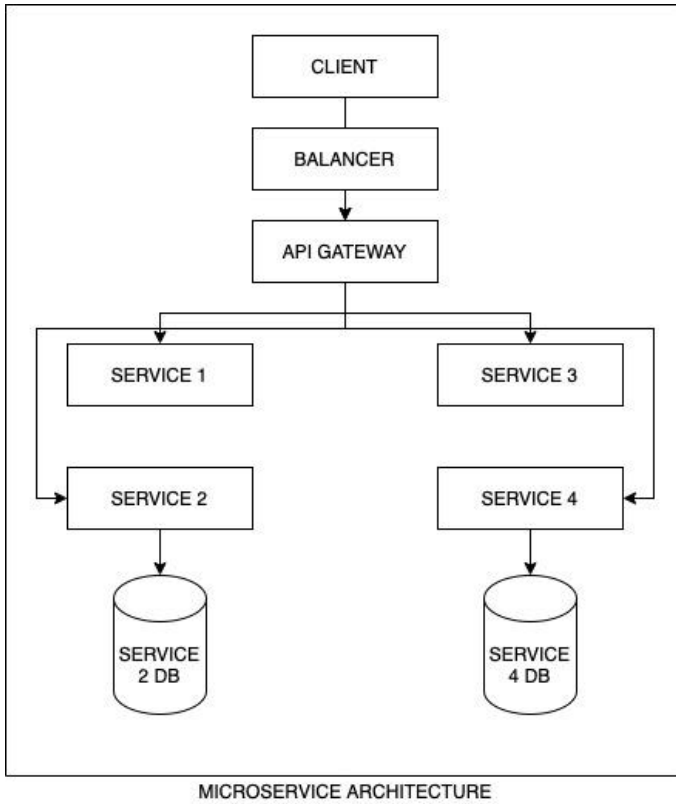 CLIENT
BALANCER
API GATEWAY
SERVICE 1
SERVICE 3
SERVICE 2
SERVICE 4
SERVICE
2 DB
SERVICE
4 DB
MICROSERVICE ARCHITECTURE